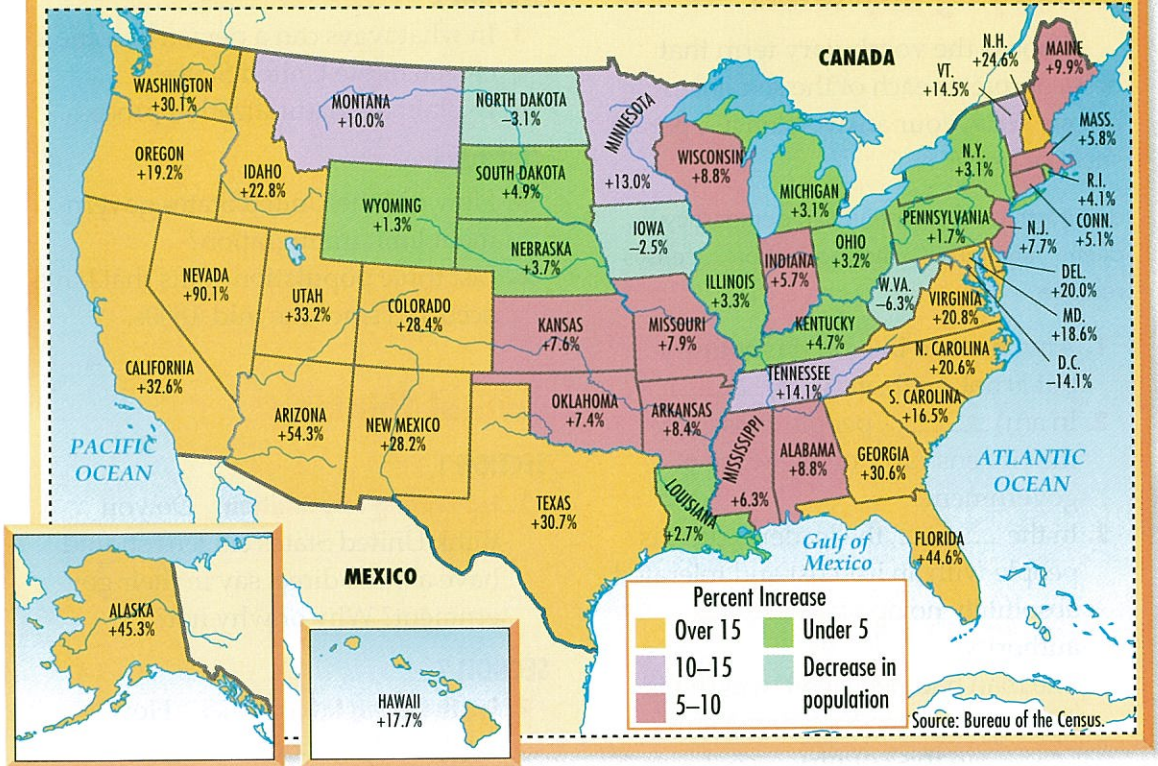 CANADA
WASHINGTON
+30.1%
MONTANA
+10.0%
NORTH DAKOTA
–3.1%
MINNESOTA
+13.0%
VT.
+14.5%
N.H.
+24.6%
MAINE
+9.9%
MASS.
+5.8%
OREGON
+19.2%
IDAHO
+22.8%
WYOMING
+1.3%
SOUTH DAKOTA
+4.9%
WISCONSIN
+8.8%
MICHIGAN
+3.1%
N.Y.
+3.1%
R.I.
+4.1%
CONN.
+5.1%
N.J.
+7.7%
PENNSYLVANIA
+1.7%
NEBRASKA
+3.7%
IOWA
–2.5%
ILLINOIS
+3.3%
INDIANA
+5.7%
OHIO
+3.2%
W.VA.
–6.3%
VIRGINIA
+20.8%
DEL.
+20.0%
MD.
+18.6%
D.C.
–14.1%
NEVADA
+90.1%
UTAH
+33.2%
COLORADO
+28.4%
KANSAS
+7.6%
MISSOURI
+7.9%
KENTUCKY
+4.7%
CALIFORNIA
+32.6%
ARIZONA
+54.3%
NEW MEXICO
+28.2%
OKLAHOMA
+7.4%
ARKANSAS
+8.4%
TENNESSEE
+14.1%
N. CAROLINA
+20.6%
S. CAROLINA
+16.5%
MISSISSIPPI
+6.3%
ALABAMA
+8.8%
GEORGIA
+30.6%
PACIFIC
OCEAN
ATLANTIC
OCEAN
TEXAS
+30.7%
LOUISIANA
+2.7%
FLORIDA
+44.6%
Gulf of
Mexico
MEXICO
ALASKA
+45.3%
HAWAII
+17.7%
Percent Increase
Over 15
10–15
5–10
Under 5
Decrease in
population
Source: Bureau of the Census.